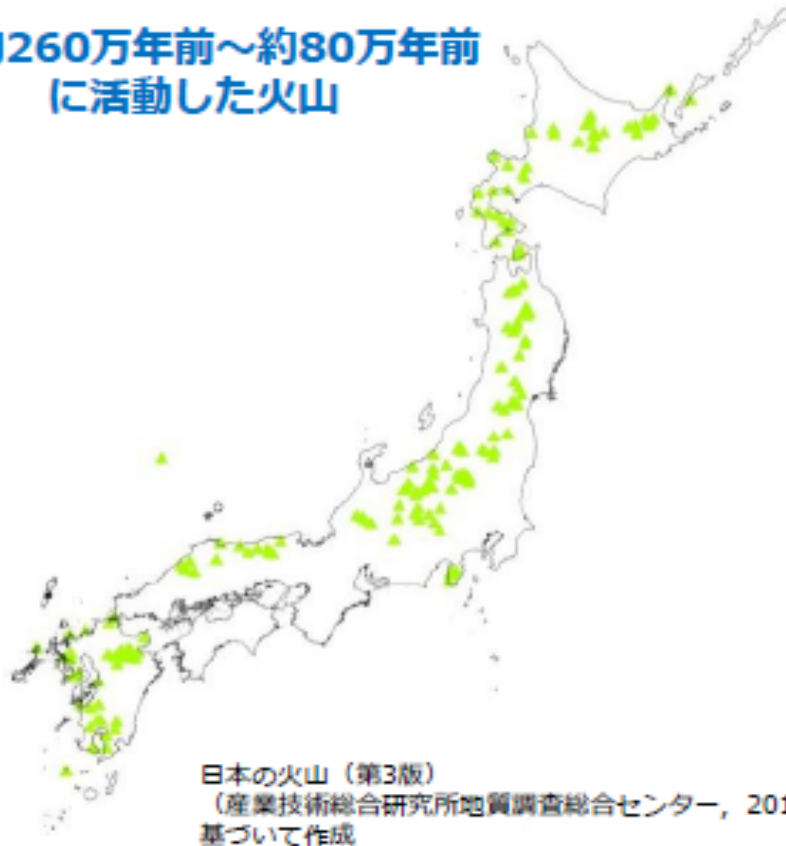 260万年前～約80万年前
に活動した火山
日本の火山（第3版）
（産業技術総合研究所地質調査総合センター，201
基づいて作成